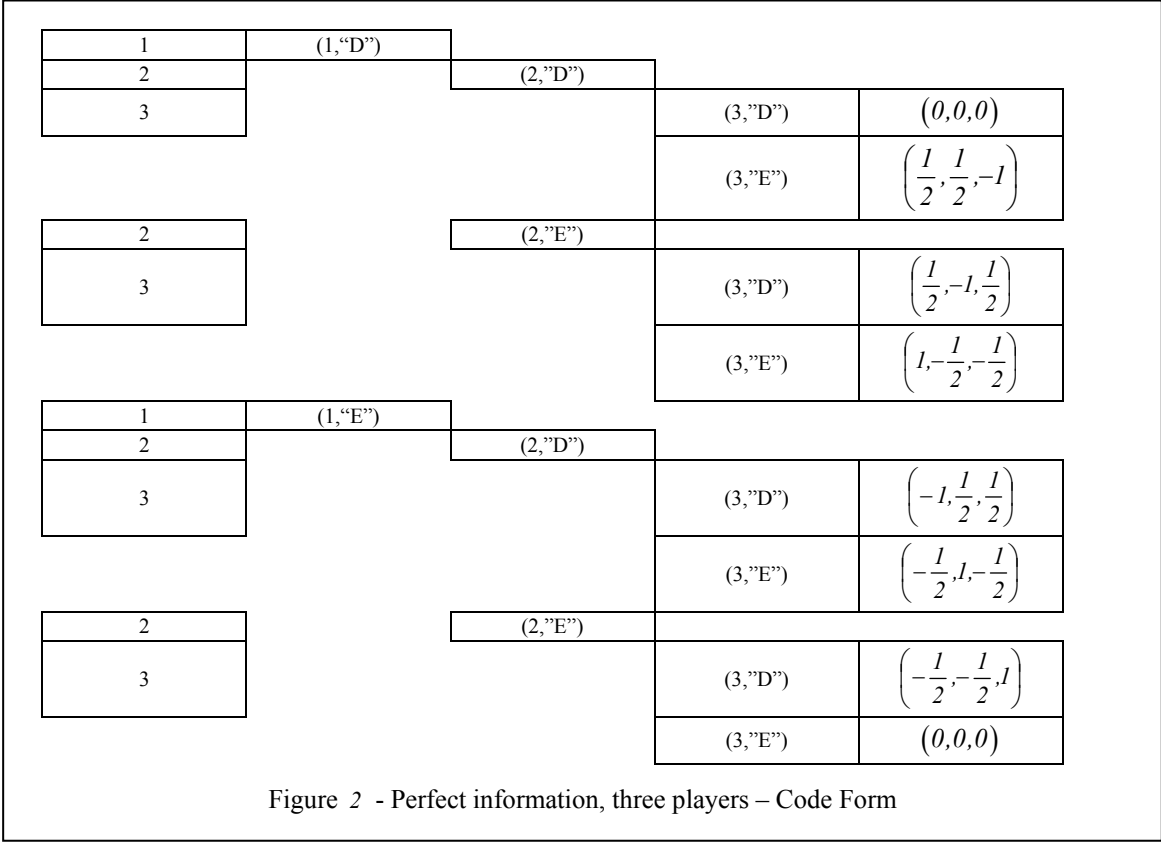 1 (1,“D”)
2 (2,”D”)
3 (3,”D”) (0,0,0)
(3,”E”) (1/2,1/2,–1)
2 (2,”E”)
3 (3,”D”) (1/2,–1,1/2)
(3,”E”) (1,–1/2,–1/2)
1 (1,“E”)
2 (2,”D”)
3 (3,”D”) (–1,1/2,1/2)
(3,”E”) (–1/2,1,–1/2)
2 (2,”E”)
3 (3,”D”) (–1/2,–1/2,1)
(3,”E”) (0,0,0)
Figure 2 - Perfect information, three players – Code Form